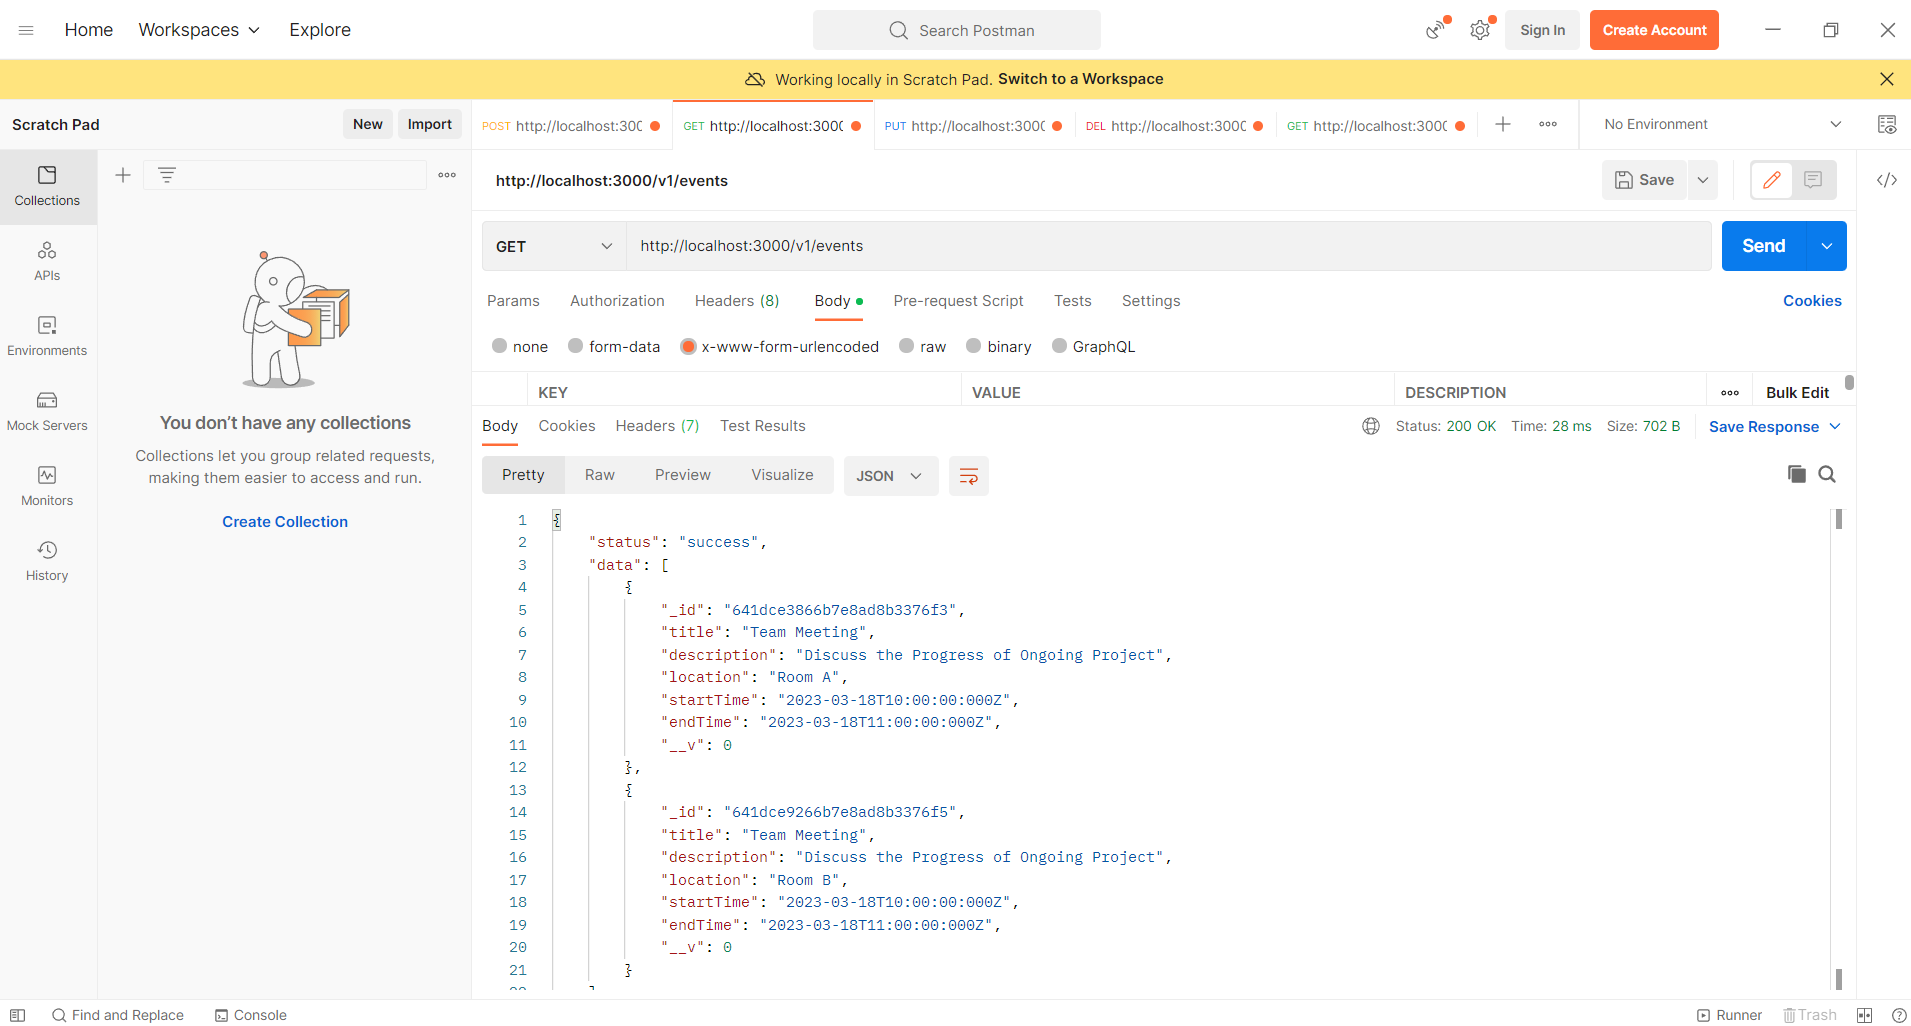 Home Workspaces Explore Search Postman Sign In Create Account
Working locally in Scratch Pad. Switch to a Workspace
Scratch Pad New Import POST http://localhost:300 GET http://localhost:3000 PUT http://localhost:3000 DEL http://localhost:3000 GET http://localhost:3000 No Environment
Collections
APIs
Environments
Mock Servers
Monitors
History
You don’t have any collections
Collections let you group related requests,
making them easier to access and run.
Create Collection
http://localhost:3000/v1/events Save
GET http://localhost:3000/v1/events Send
Params Authorization Headers (8) Body Pre-request Script Tests Settings Cookies
none form-data x-www-form-urlencoded raw binary GraphQL
KEY VALUE DESCRIPTION Bulk Edit
Body Cookies Headers (7) Test Results Status: 200 OK Time: 28 ms Size: 702 B Save Response
Pretty Raw Preview Visualize JSON
1 {
2 "status": "success",
3 "data": [
4 {
5 "_id": "641dce3866b7e8ad8b3376f3",
6 "title": "Team Meeting",
7 "description": "Discuss the Progress of Ongoing Project",
8 "location": "Room A",
9 "startTime": "2023-03-18T10:00:00:000Z",
10 "endTime": "2023-03-18T11:00:00:000Z",
11 "__v": 0
12 },
13 {
14 "_id": "641dce9266b7e8ad8b3376f5",
15 "title": "Team Meeting",
16 "description": "Discuss the Progress of Ongoing Project",
17 "location": "Room B",
18 "startTime": "2023-03-18T10:00:00:000Z",
19 "endTime": "2023-03-18T11:00:00:000Z",
20 "__v": 0
21 }
Find and Replace Console Runner Trash